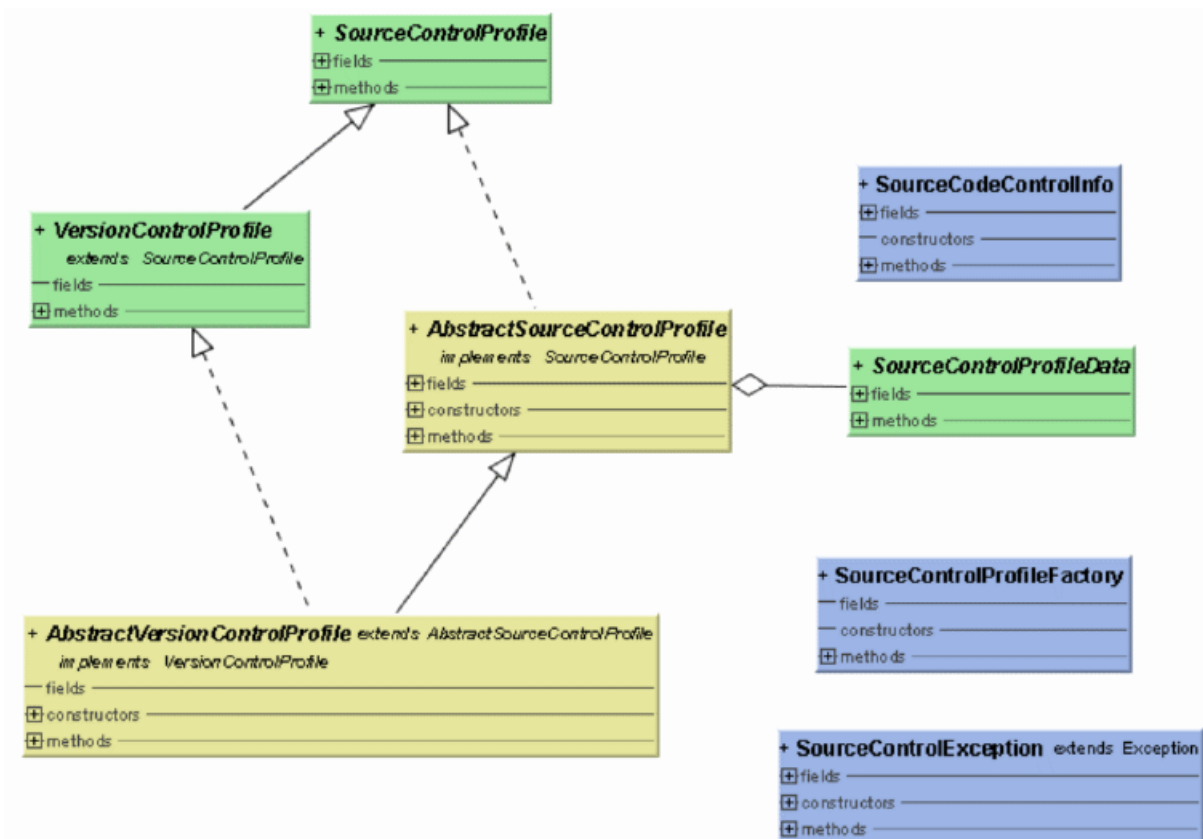 + SourceControlProfile
+ fields
+ methods
+ VersionControlProfile
extends SourceControlProfile
fields
+ methods
+ SourceCodeControlInfo
+ fields
constructors
+ methods
+ AbstractSourceControlProfile
implements SourceControlProfile
+ fields
+ constructors
+ methods
+ SourceControlProfileData
+ fields
+ methods
+ SourceControlProfileFactory
fields
constructors
+ methods
+ AbstractVersionControlProfile extends AbstractSourceControlProfile
implements VersionControlProfile
fields
+ constructors
+ methods
+ SourceControlException extends Exception
+ fields
+ constructors
+ methods